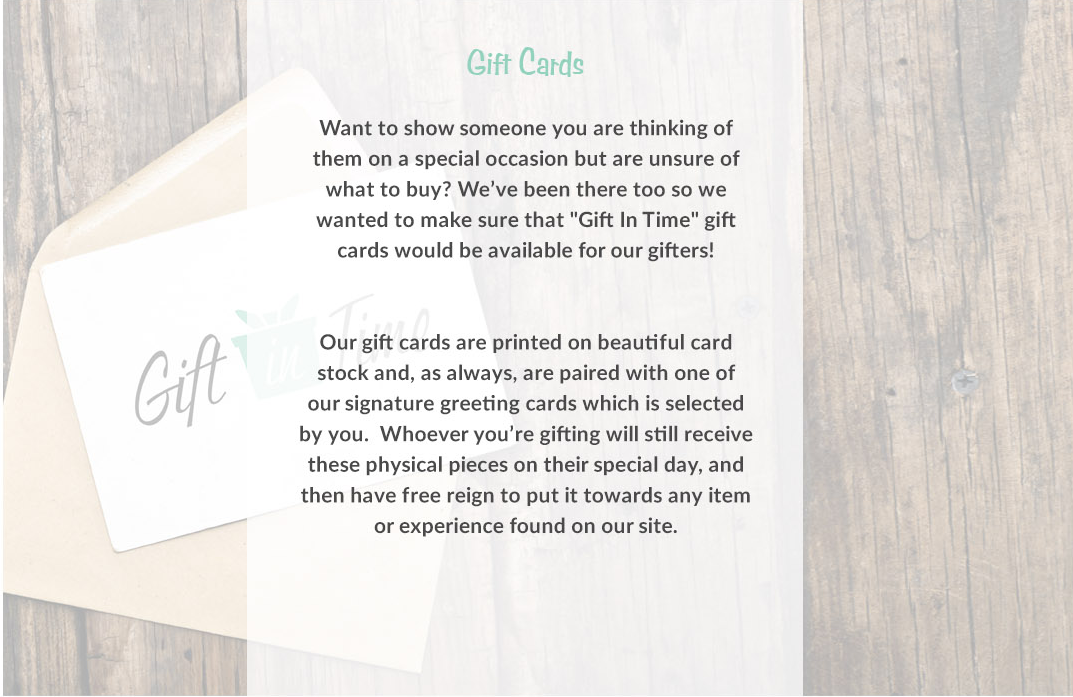 Gift Cards
Want to show someone you are thinking of
them on a special occasion but are unsure of
what to buy? We’ve been there too so we
wanted to make sure that "Gift In Time" gift
cards would be available for our gifters!
Gift in Time
Our gift cards are printed on beautiful card
stock and, as always, are paired with one of
our signature greeting cards which is selected
by you.  Whoever you’re gifting will still receive
these physical pieces on their special day, and
then have free reign to put it towards any item
or experience found on our site.